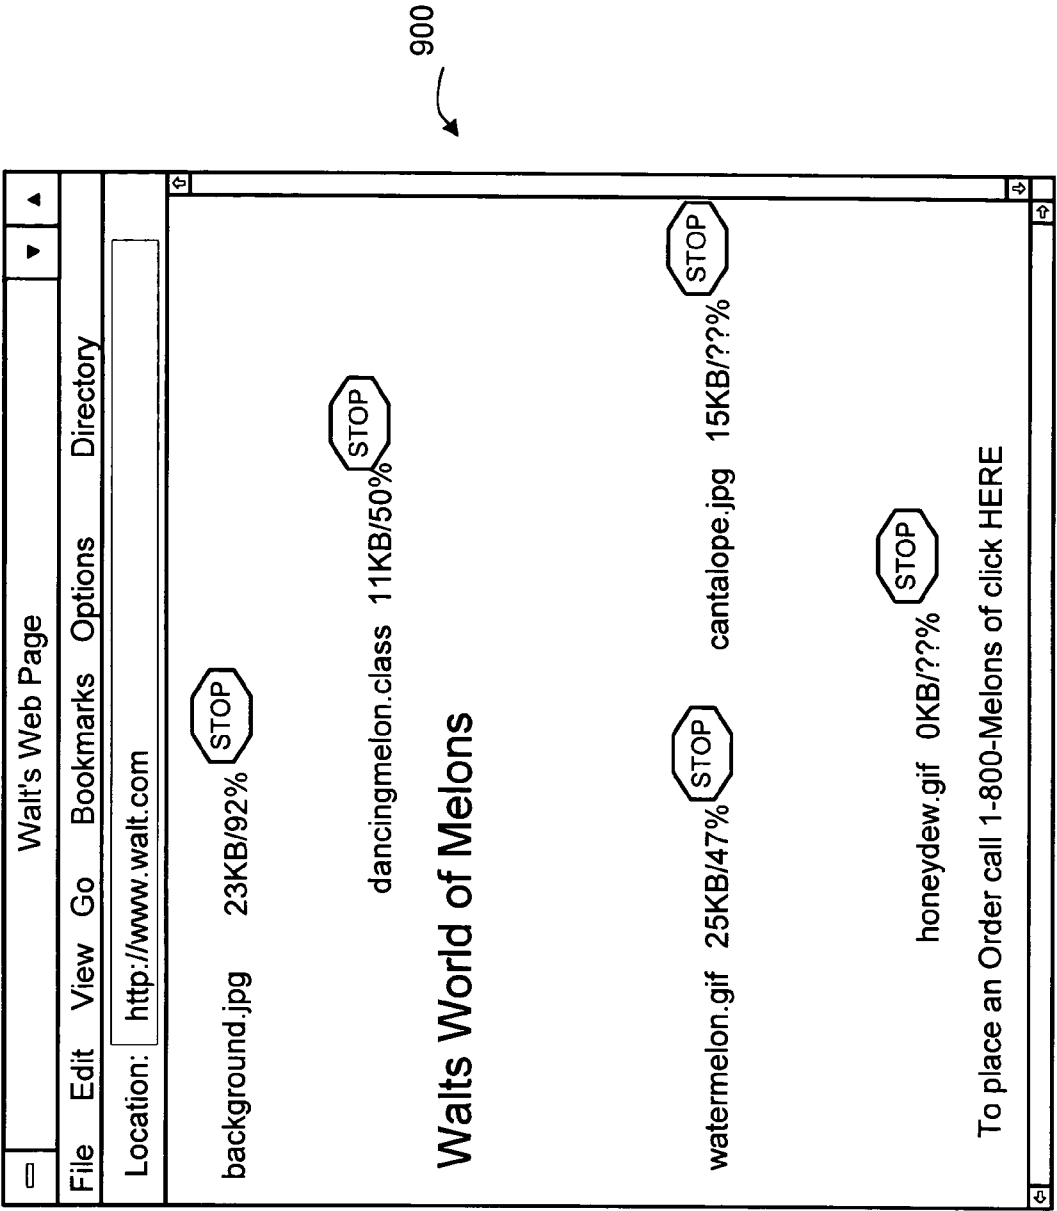 900
Walt's Web Page
File Edit View Go Bookmarks Options Directory
Location: http://www.walt.com
background.jpg 23KB/92% STOP
dancingmelon.class 11KB/50% STOP
Walts World of Melons
watermelon.gif 25KB/47% STOP cantalope.jpg 15KB/??% STOP
honeydew.gif 0KB/??% STOP
To place an Order call 1-800-Melons of click HERE